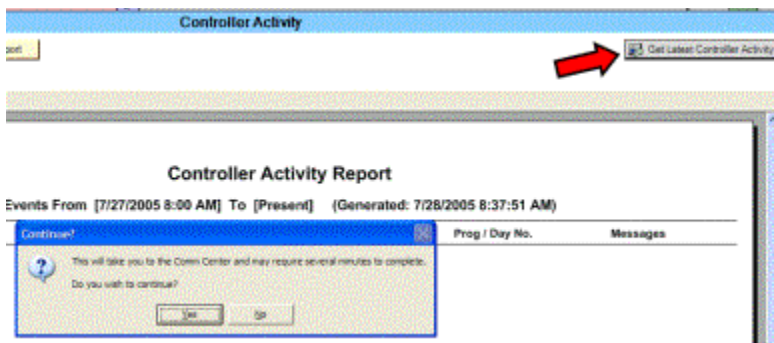 Controller Activity
port
Get Latest Controller Activity
Controller Activity Report
Events From [7/27/2005 8:00 AM] To [Present] (Generated: 7/28/2005 8:37:51 AM)
Continue?
Prog / Day No. Messages
This will take you to the Comm Center and may require several minutes to complete.
Do you wish to continue?
Yes No